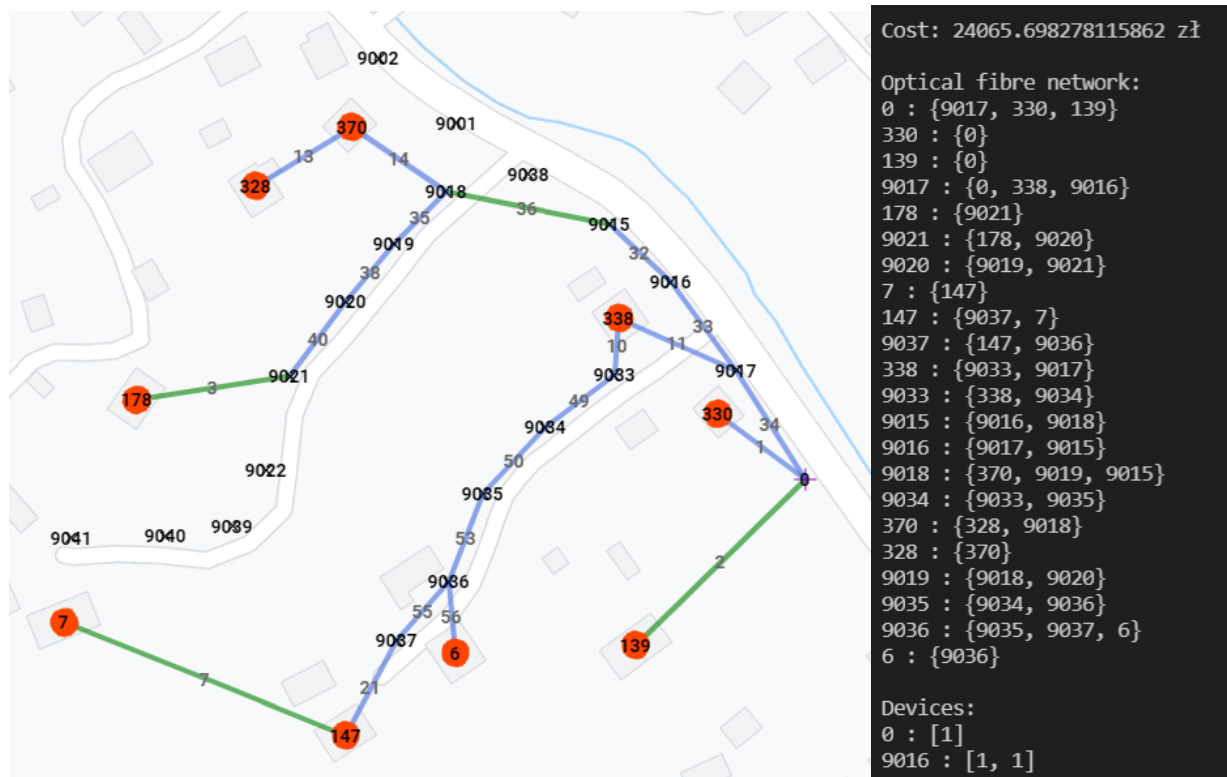 9002
9001
370
13
14
328
9018
9038
36
35
9015
9019
32
38
9016
9020
338
33
40
10
11
9021
9033
9017
3
178
49
330
34
9034
1
50
9022
0
9035
9039
9040
9041
53
2
9036
55
56
7
9037
6
139
7
21
147
Cost: 24065.698278115862 zł
Optical fibre network:
0 : {9017, 330, 139}
330 : {0}
139 : {0}
9017 : {0, 338, 9016}
178 : {9021}
9021 : {178, 9020}
9020 : {9019, 9021}
7 : {147}
147 : {9037, 7}
9037 : {147, 9036}
338 : {9033, 9017}
9033 : {338, 9034}
9015 : {9016, 9018}
9016 : {9017, 9015}
9018 : {370, 9019, 9015}
9034 : {9033, 9035}
370 : {328, 9018}
328 : {370}
9019 : {9018, 9020}
9035 : {9034, 9036}
9036 : {9035, 9037, 6}
6 : {9036}
Devices:
0 : [1]
9016 : [1, 1]